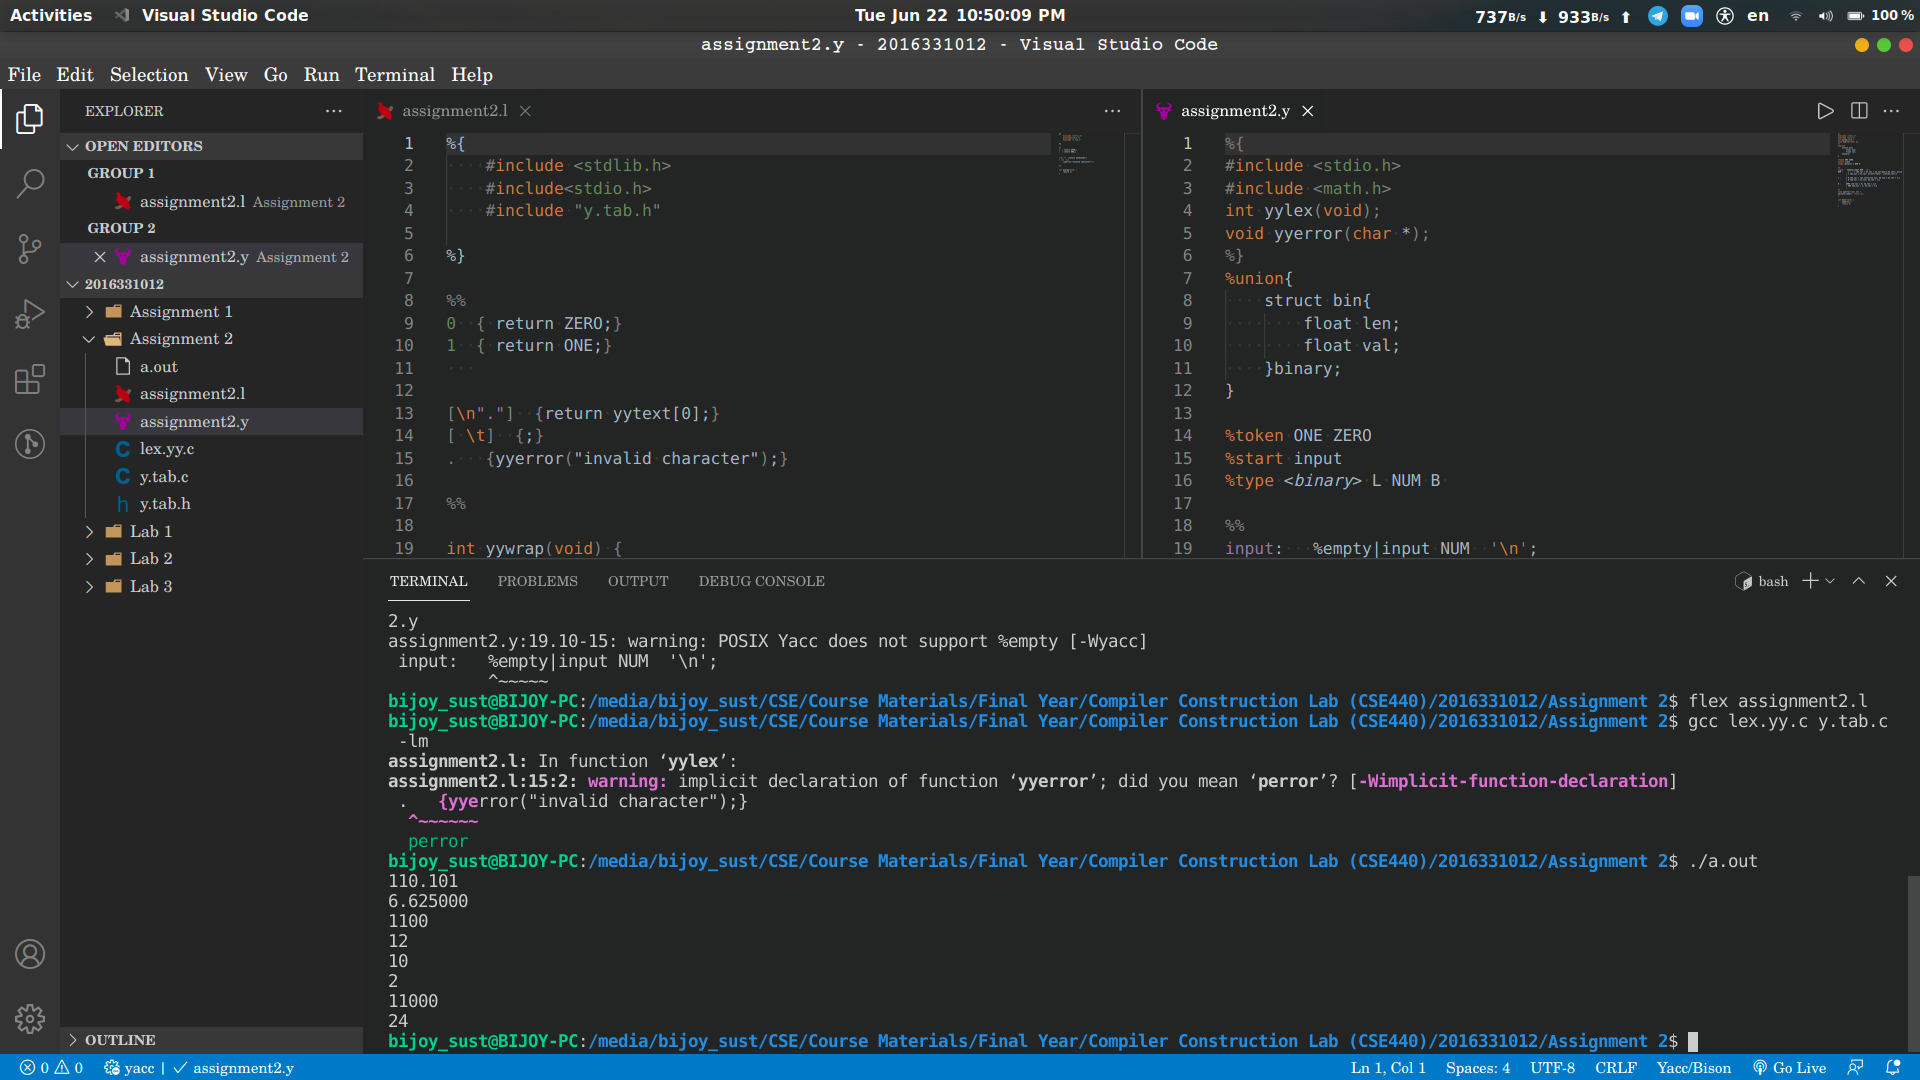 Activities Visual Studio Code Tue Jun 22 10:50:09 PM 737B/s ⬇ 933B/s ⬆ en 100 %
assignment2.y - 2016331012 - Visual Studio Code
File Edit Selection View Go Run Terminal Help
EXPLORER ···
OPEN EDITORS
GROUP 1
assignment2.l Assignment 2
GROUP 2
assignment2.y Assignment 2
2016331012
Assignment 1
Assignment 2
a.out
assignment2.l
assignment2.y
lex.yy.c
y.tab.c
y.tab.h
Lab 1
Lab 2
Lab 3
OUTLINE
assignment2.l
1 %{
2     #include <stdlib.h>
3     #include<stdio.h>
4     #include "y.tab.h"
5
6 %}
7
8 %%
9 0  { return ZERO;}
10 1  { return ONE;}
11
12
13 [\n"."]  {return yytext[0];}
14 [ \t]  {;}
15 .   {yyerror("invalid character");}
16
17 %%
18
19 int yywrap(void) {
assignment2.y
1 %{
2 #include <stdio.h>
3 #include <math.h>
4 int yylex(void);
5 void yyerror(char *);
6 %}
7 %union{
8     struct bin{
9         float len;
10         float val;
11     }binary;
12 }
13
14 %token ONE ZERO
15 %start input
16 %type <binary> L NUM B
17
18 %%
19 input:   %empty|input NUM  '\n';
TERMINAL PROBLEMS OUTPUT DEBUG CONSOLE bash
2.y
assignment2.y:19.10-15: warning: POSIX Yacc does not support %empty [-Wyacc]
 input:   %empty|input NUM  '\n';
          ^~~~~~
bijoy_sust@BIJOY-PC:/media/bijoy_sust/CSE/Course Materials/Final Year/Compiler Construction Lab (CSE440)/2016331012/Assignment 2$ flex assignment2.l
bijoy_sust@BIJOY-PC:/media/bijoy_sust/CSE/Course Materials/Final Year/Compiler Construction Lab (CSE440)/2016331012/Assignment 2$ gcc lex.yy.c y.tab.c
 -lm
assignment2.l: In function ‘yylex’:
assignment2.l:15:2: warning: implicit declaration of function ‘yyerror’; did you mean ‘perror’? [-Wimplicit-function-declaration]
 .   {yyerror("invalid character");}
  ^~~~~~~
  perror
bijoy_sust@BIJOY-PC:/media/bijoy_sust/CSE/Course Materials/Final Year/Compiler Construction Lab (CSE440)/2016331012/Assignment 2$ ./a.out
110.101
6.625000
1100
12
10
2
11000
24
bijoy_sust@BIJOY-PC:/media/bijoy_sust/CSE/Course Materials/Final Year/Compiler Construction Lab (CSE440)/2016331012/Assignment 2$
0 0 yacc | ✓ assignment2.y Ln 1, Col 1 Spaces: 4 UTF-8 CRLF Yacc/Bison Go Live